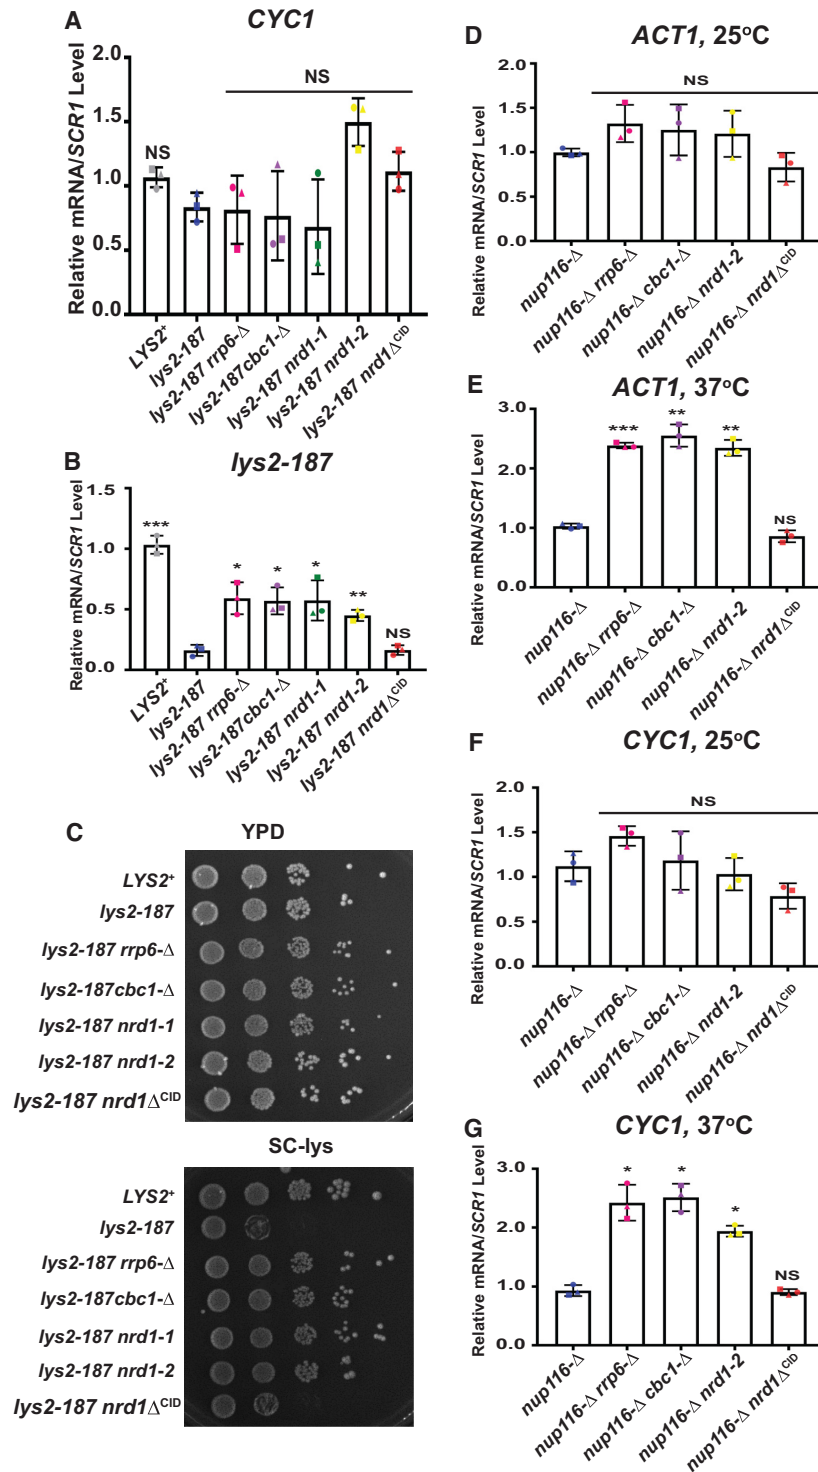 A
CYC1
Relative mRNA/SCR1 Level
2.0
1.5
1.0
0.5
0.0
NS
NS
LYS2+
lys2-187
lys2-187 rrp6-Δ
lys2-187cbc1-Δ
lys2-187 nrd1-1
lys2-187 nrd1-2
lys2-187 nrd1ΔCID
B
lys2-187
Relative mRNA/SCR1 Level
1.5
1.0
0.5
0.0
***
*
*
*
**
NS
LYS2+
lys2-187
lys2-187 rrp6-Δ
lys2-187cbc1-Δ
lys2-187 nrd1-1
lys2-187 nrd1-2
lys2-187 nrd1ΔCID
C
YPD
LYS2+
lys2-187
lys2-187 rrp6-Δ
lys2-187cbc1-Δ
lys2-187 nrd1-1
lys2-187 nrd1-2
lys2-187 nrd1ΔCID
SC-lys
LYS2+
lys2-187
lys2-187 rrp6-Δ
lys2-187cbc1-Δ
lys2-187 nrd1-1
lys2-187 nrd1-2
lys2-187 nrd1ΔCID
D
ACT1, 25oC
Relative mRNA/SCR1 Level
2.0
1.5
1.0
0.5
0.0
NS
nup116-Δ
nup116-Δ rrp6-Δ
nup116-Δ cbc1-Δ
nup116-Δ nrd1-2
nup116-Δ nrd1ΔCID
E
ACT1, 37oC
Relative mRNA/SCR1 Level
3.0
2.0
1.0
0.0
***
**
**
NS
nup116-Δ
nup116-Δ rrp6-Δ
nup116-Δ cbc1-Δ
nup116-Δ nrd1-2
nup116-Δ nrd1ΔCID
F
CYC1, 25oC
Relative mRNA/SCR1 Level
2.0
1.5
1.0
0.5
0.0
NS
nup116-Δ
nup116-Δ rrp6-Δ
nup116-Δ cbc1-Δ
nup116-Δ nrd1-2
nup116-Δ nrd1ΔCID
G
CYC1, 37oC
Relative mRNA/SCR1 Level
3.0
2.0
1.0
0.0
*
*
*
NS
nup116-Δ
nup116-Δ rrp6-Δ
nup116-Δ cbc1-Δ
nup116-Δ nrd1-2
nup116-Δ nrd1ΔCID